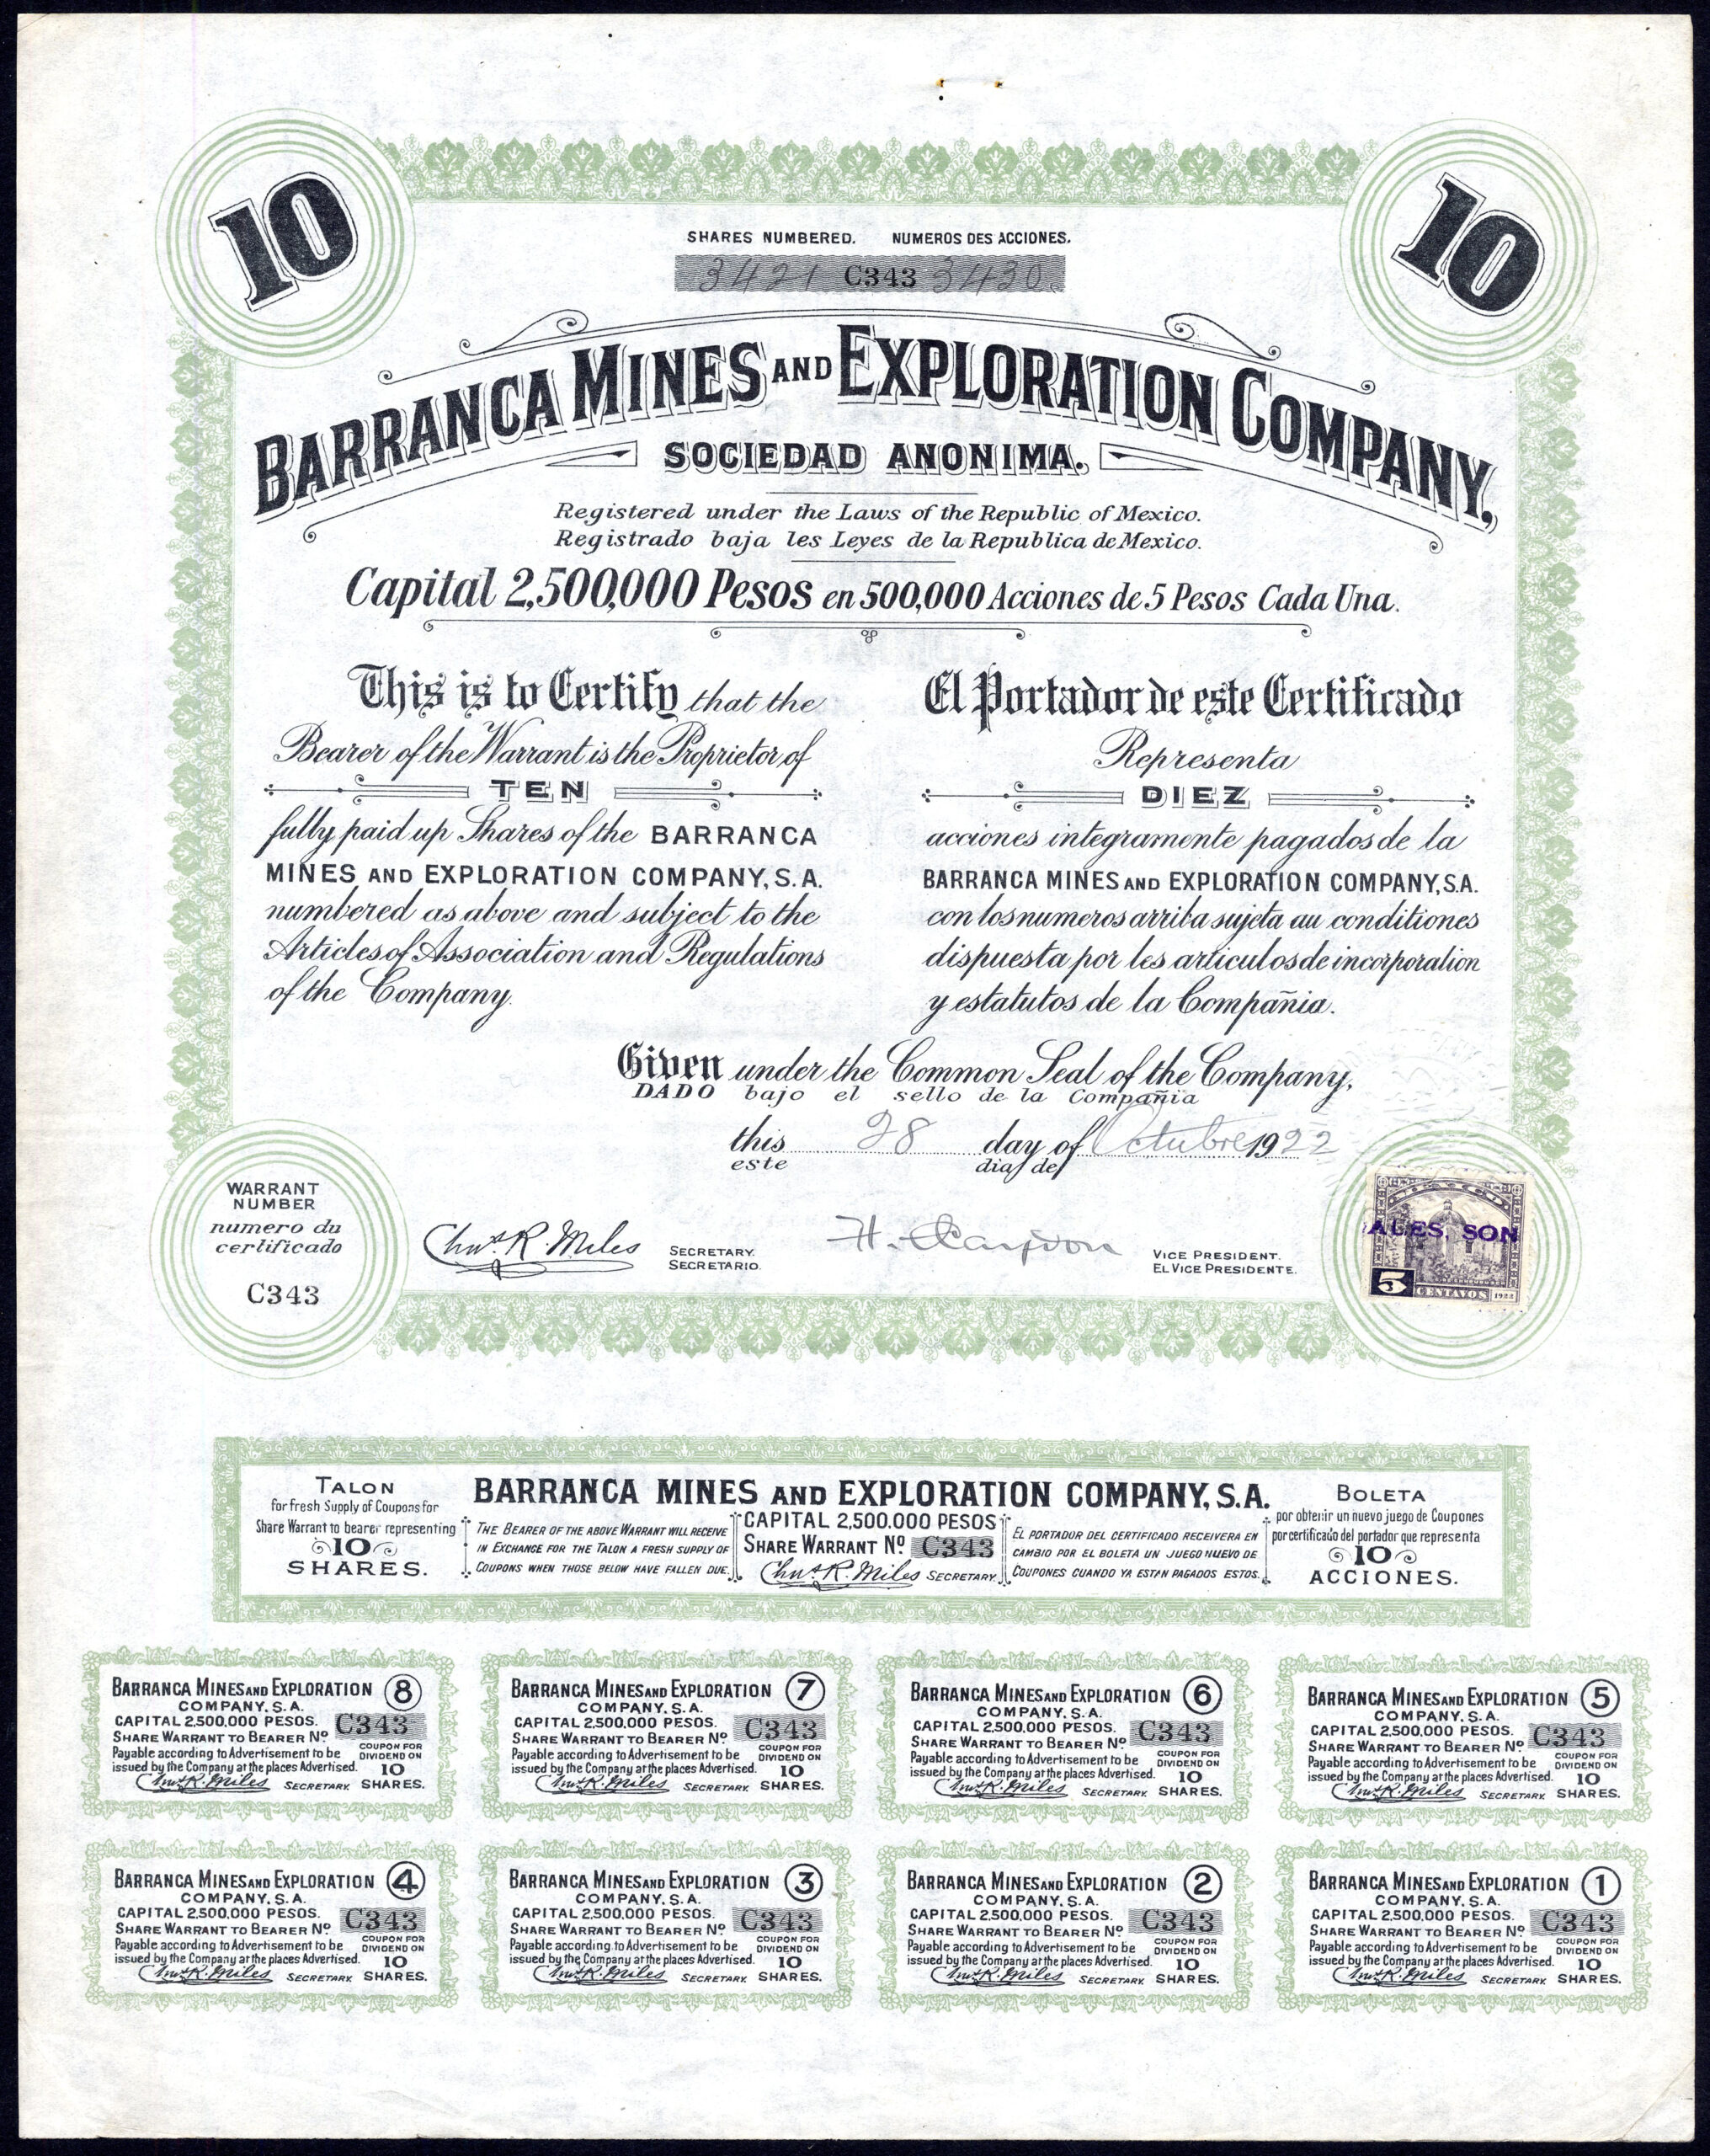 10
10
SHARES NUMBERED. NUMEROS DES ACCIONES.
3421 C343 3430
BARRANCA MINES AND EXPLORATION COMPANY,
SOCIEDAD ANONIMA.
Registered under the Laws of the Republic of Mexico.
Registrado baja les Leyes de la Republica de Mexico.
Capital 2,500,000 Pesos en 500,000 Acciones de 5 Pesos Cada Una.
This is to Certify that the
Bearer of the Warrant is the Proprietor of
TEN
fully paid up Shares of the BARRANCA
MINES AND EXPLORATION COMPANY, S.A.
numbered as above and subject to the
Articles of Association and Regulations
of the Company.
El Portador de este Certificado
Representa
DIEZ
acciones integramente pagados de la
BARRANCA MINES AND EXPLORATION COMPANY, S.A.
con los numeros arriba sujeta au conditiones
dispuesta por les articulos de incorporation
y estatutos de la Compañia.
Given under the Common Seal of the Company,
DADO bajo el sello de la Compañia
this 28 day of Octubre 1922
este dia de
WARRANT
NUMBER
numero du
certificado
C343
Chas. R. Miles
SECRETARY.
SECRETARIO.
H.
VICE PRESIDENT.
EL VICE PRESIDENTE.
MEXICO
ALES, SON
5 CENTAVOS 1922
TALON
for fresh Supply of Coupons for
Share Warrant to bearer representing
10
SHARES.
BARRANCA MINES AND EXPLORATION COMPANY, S.A.
THE BEARER OF THE ABOVE WARRANT WILL RECEIVE
IN EXCHANGE FOR THE TALON A FRESH SUPPLY OF
COUPONS WHEN THOSE BELOW HAVE FALLEN DUE.
CAPITAL 2,500.000 PESOS
SHARE WARRANT Nº C343
Chas. R. Miles SECRETARY.
EL PORTADUR DEL CERTIFICADO RECEIVERA EN
CAMBIO POR EL BOLETA UN JUEGO NUEVO DE
COUPONES CUANDO YA ESTAN PAGADOS ESTOS.
BOLETA
por obtenir un nuevo juego de Coupones
por certificado del portador que representa
10
ACCIONES.
BARRANCA MINES AND EXPLORATION 8
COMPANY, S.A.
CAPITAL 2,500,000 PESOS. C343
SHARE WARRANT TO BEARER Nº
Payable according to Advertisement to be
issued by the Company at the places Advertised.
COUPON FOR
DIVIDEND ON
10
Chas. R. Miles SECRETARY. SHARES.
BARRANCA MINES AND EXPLORATION 7
COMPANY, S.A.
CAPITAL 2,500,000 PESOS. C343
SHARE WARRANT TO BEARER Nº
Payable according to Advertisement to be
issued by the Company at the places Advertised.
COUPON FOR
DIVIDEND ON
10
Chas. R. Miles SECRETARY. SHARES.
BARRANCA MINES AND EXPLORATION 6
COMPANY, S.A.
CAPITAL 2,500,000 PESOS. C343
SHARE WARRANT TO BEARER Nº
Payable according to Advertisement to be
issued by the Company at the places Advertised.
COUPON FOR
DIVIDEND ON
10
Chas. R. Miles SECRETARY. SHARES.
BARRANCA MINES AND EXPLORATION 5
COMPANY, S.A.
CAPITAL 2,500,000 PESOS. C343
SHARE WARRANT TO BEARER Nº
Payable according to Advertisement to be
issued by the Company at the places Advertised.
COUPON FOR
DIVIDEND ON
10
Chas. R. Miles SECRETARY. SHARES.
BARRANCA MINES AND EXPLORATION 4
COMPANY, S.A.
CAPITAL 2,500,000 PESOS. C343
SHARE WARRANT TO BEARER Nº
Payable according to Advertisement to be
issued by the Company at the places Advertised.
COUPON FOR
DIVIDEND ON
10
Chas. R. Miles SECRETARY. SHARES.
BARRANCA MINES AND EXPLORATION 3
COMPANY, S.A.
CAPITAL 2,500,000 PESOS. C343
SHARE WARRANT TO BEARER Nº
Payable according to Advertisement to be
issued by the Company at the places Advertised.
COUPON FOR
DIVIDEND ON
10
Chas. R. Miles SECRETARY. SHARES.
BARRANCA MINES AND EXPLORATION 2
COMPANY, S.A.
CAPITAL 2,500,000 PESOS. C343
SHARE WARRANT TO BEARER Nº
Payable according to Advertisement to be
issued by the Company at the places Advertised.
COUPON FOR
DIVIDEND ON
10
Chas. R. Miles SECRETARY. SHARES.
BARRANCA MINES AND EXPLORATION 1
COMPANY, S.A.
CAPITAL 2,500,000 PESOS. C343
SHARE WARRANT TO BEARER Nº
Payable according to Advertisement to be
issued by the Company at the places Advertised.
COUPON FOR
DIVIDEND ON
10
Chas. R. Miles SECRETARY. SHARES.